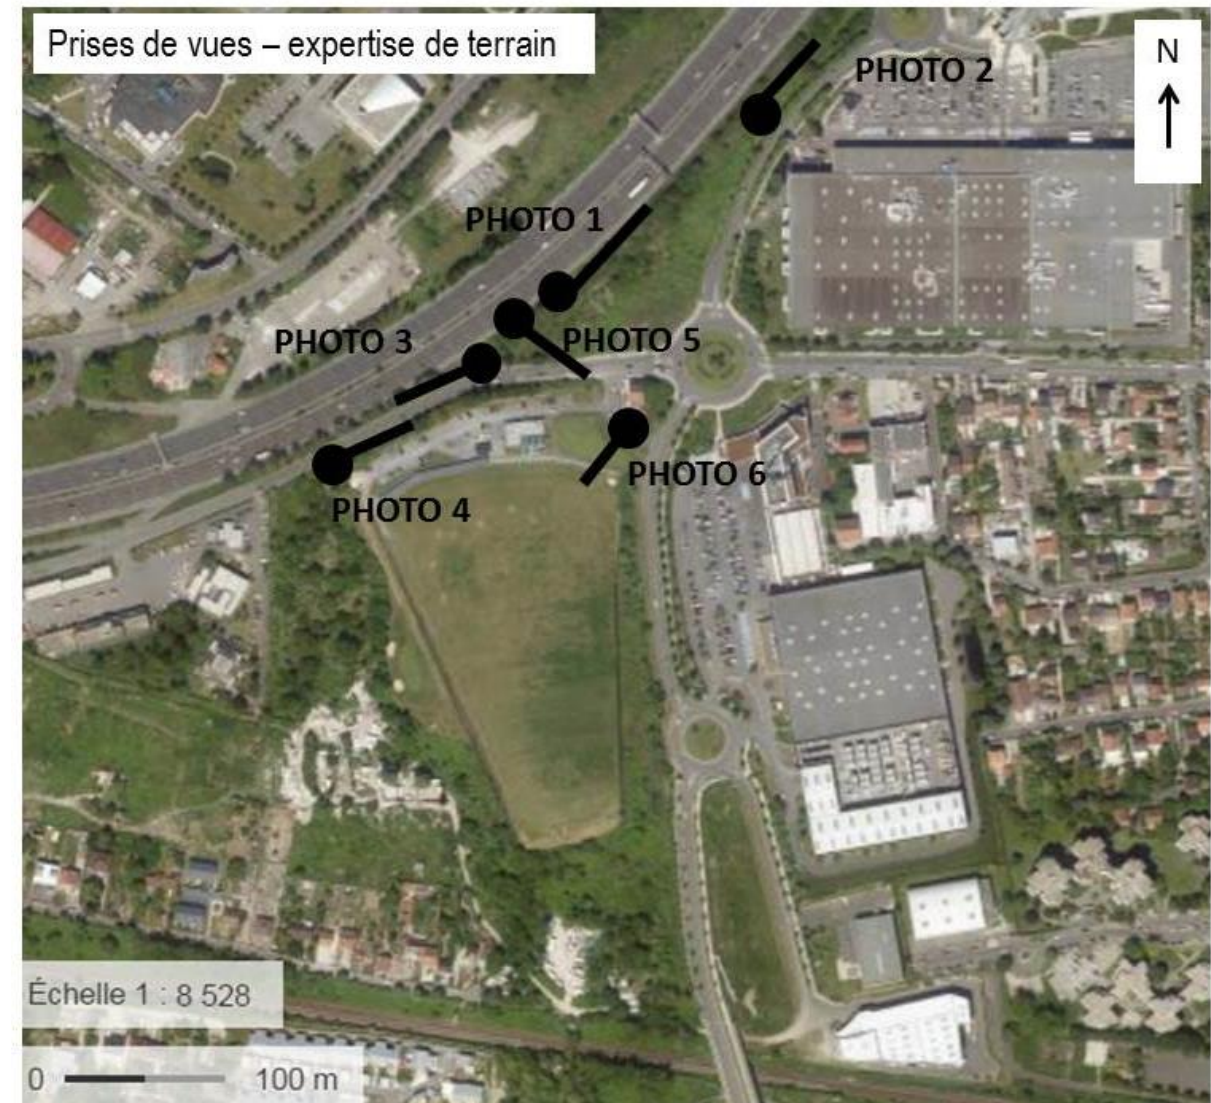 Prises de vues – expertise de terrain
N
PHOTO 2
PHOTO 1
PHOTO 3
PHOTO 5
PHOTO 6
PHOTO 4
Échelle 1 : 8 528
0 100 m